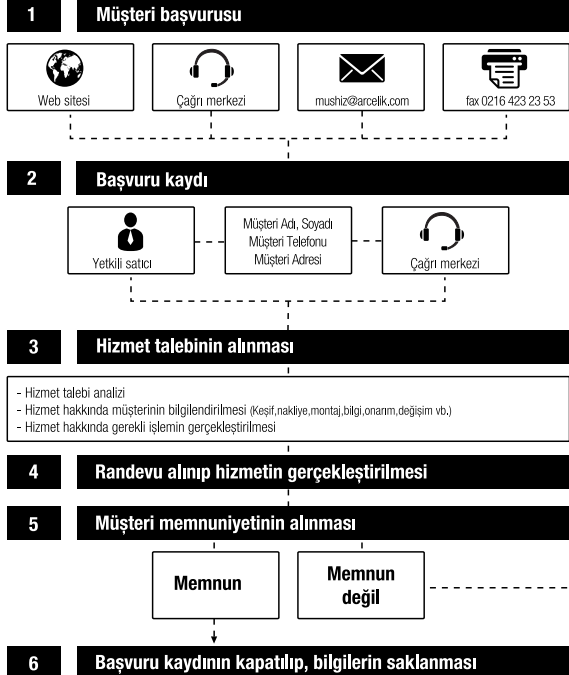 1 Müşteri başvurusu
Web sitesi
Çağrı merkezi
mushiz@arcelik.com
fax 0216 423 23 53
2 Başvuru kaydı
Yetkili satıcı
Müşteri Adı, Soyadı
Müşteri Telefonu
Müşteri Adresi
Çağrı merkezi
3 Hizmet talebinin alınması
- Hizmet talebi analizi
- Hizmet hakkında müşterinin bilgilendirilmesi (Keşif,nakliye,montaj,bilgi,onarım,değişim vb.)
- Hizmet hakkında gerekli işlemin gerçekleştirilmesi
4 Randevu alınıp hizmetin gerçekleştirilmesi
5 Müşteri memnuniyetinin alınması
Memnun
Memnun
değil
6 Başvuru kaydının kapatılıp, bilgilerin saklanması